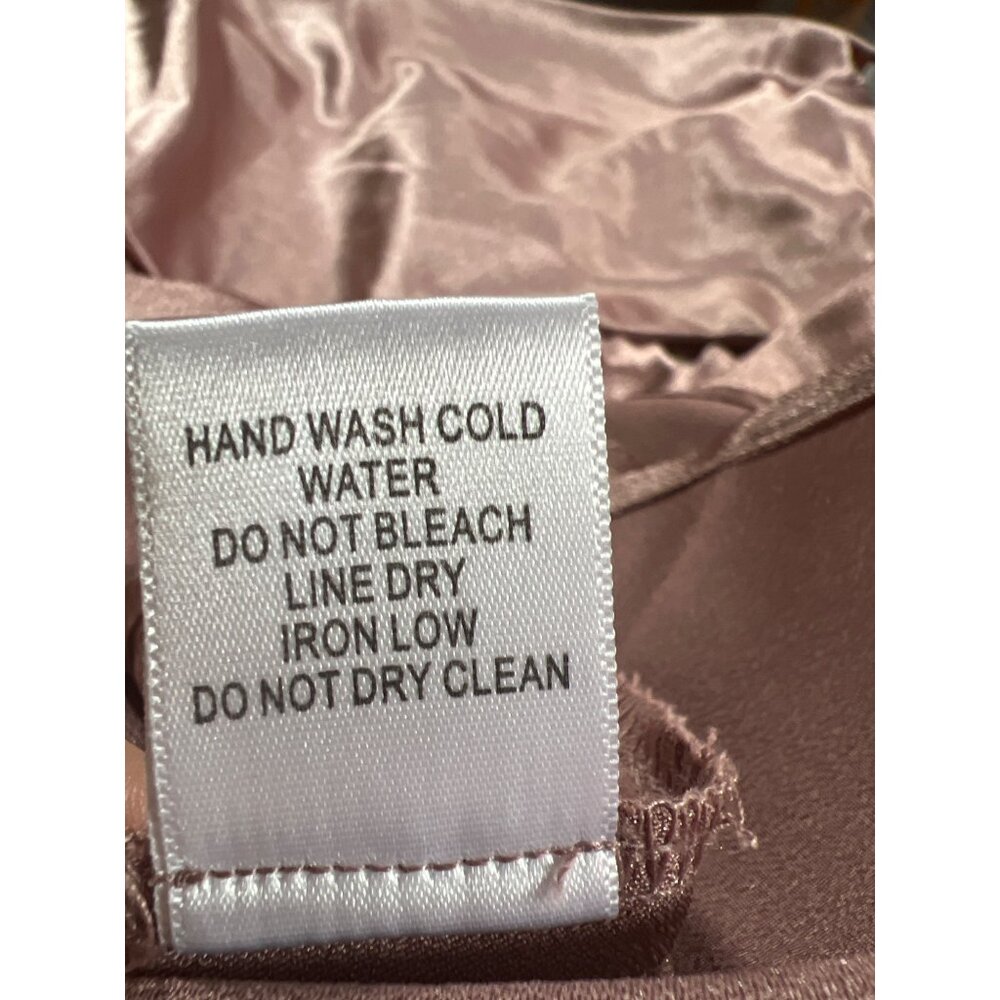 HAND WASH COLD
WATER
DO NOT BLEACH
LINE DRY
IRON LOW
DO NOT DRY CLEAN